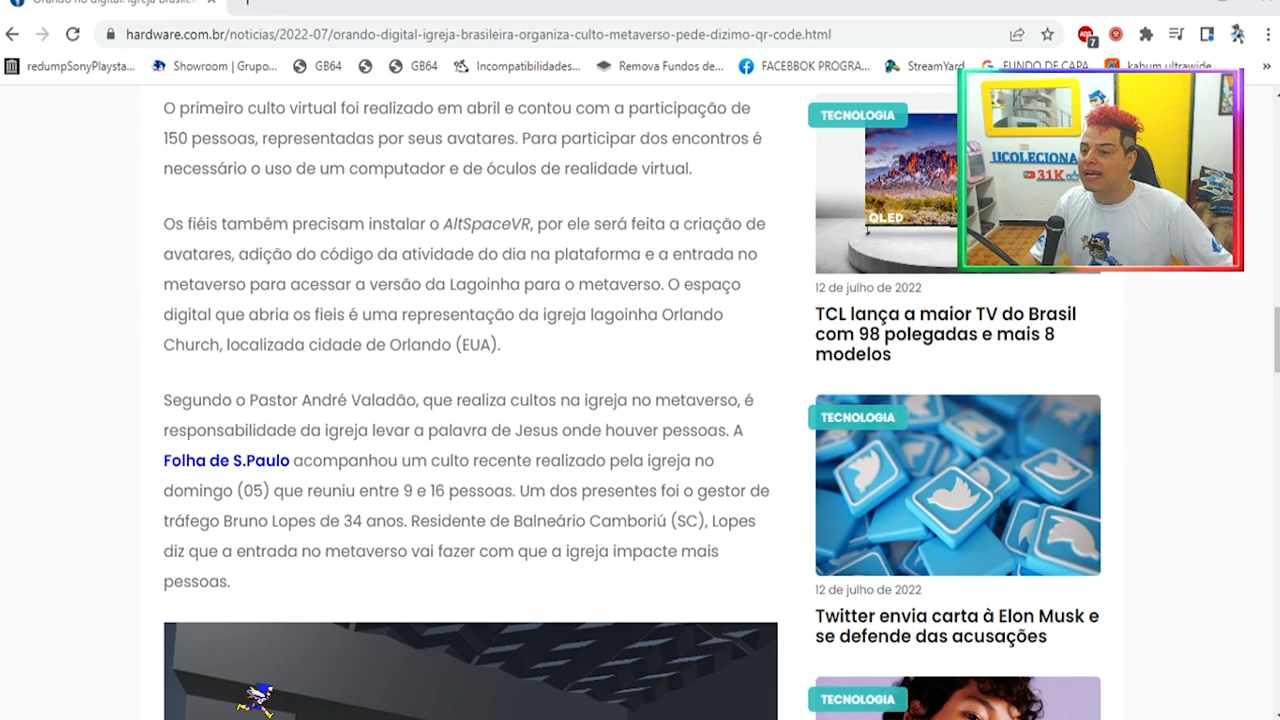 Orando no digital: igreja brasileir
hardware.com.br/noticias/2022-07/orando-digital-igreja-brasileira-organiza-culto-metaverso-pede-dizimo-qr-code.html
7
redumpSonyPlaysta...
Showroom | Grupo...
GB64
GB64
Incompatibilidades...
Remova Fundos de...
FACEBBOK PROGRA...
StreamYard
FUNDO DE CAPA
kabum ultrawide
»
O primeiro culto virtual foi realizado em abril e contou com a participação de
150 pessoas, representadas por seus avatares. Para participar dos encontros é
necessário o uso de um computador e de óculos de realidade virtual.
Os fiéis também precisam instalar o AltSpaceVR, por ele será feita a criação de
avatares, adição do código da atividade do dia na plataforma e a entrada no
metaverso para acessar a versão da Lagoinha para o metaverso. O espaço
digital que abria os fieis é uma representação da igreja lagoinha Orlando
Church, localizada cidade de Orlando (EUA).
Segundo o Pastor André Valadão, que realiza cultos na igreja no metaverso, é
responsabilidade da igreja levar a palavra de Jesus onde houver pessoas. A
Folha de S.Paulo acompanhou um culto recente realizado pela igreja no
domingo (05) que reuniu entre 9 e 16 pessoas. Um dos presentes foi o gestor de
tráfego Bruno Lopes de 34 anos. Residente de Balneário Camboriú (SC), Lopes
diz que a entrada no metaverso vai fazer com que a igreja impacte mais
pessoas.
TECNOLOGIA
QLED
UCOLECIONA
31K
12 de julho de 2022
TCL lança a maior TV do Brasil
com 98 polegadas e mais 8
modelos
TECNOLOGIA
12 de julho de 2022
Twitter envia carta à Elon Musk e
se defende das acusações
TECNOLOGIA